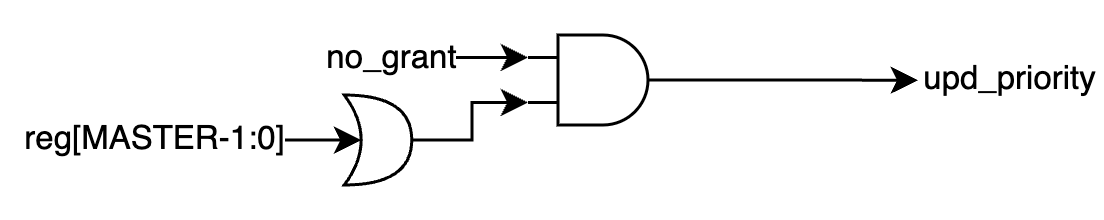 no_grant
upd_priority
reg[MASTER-1:0]